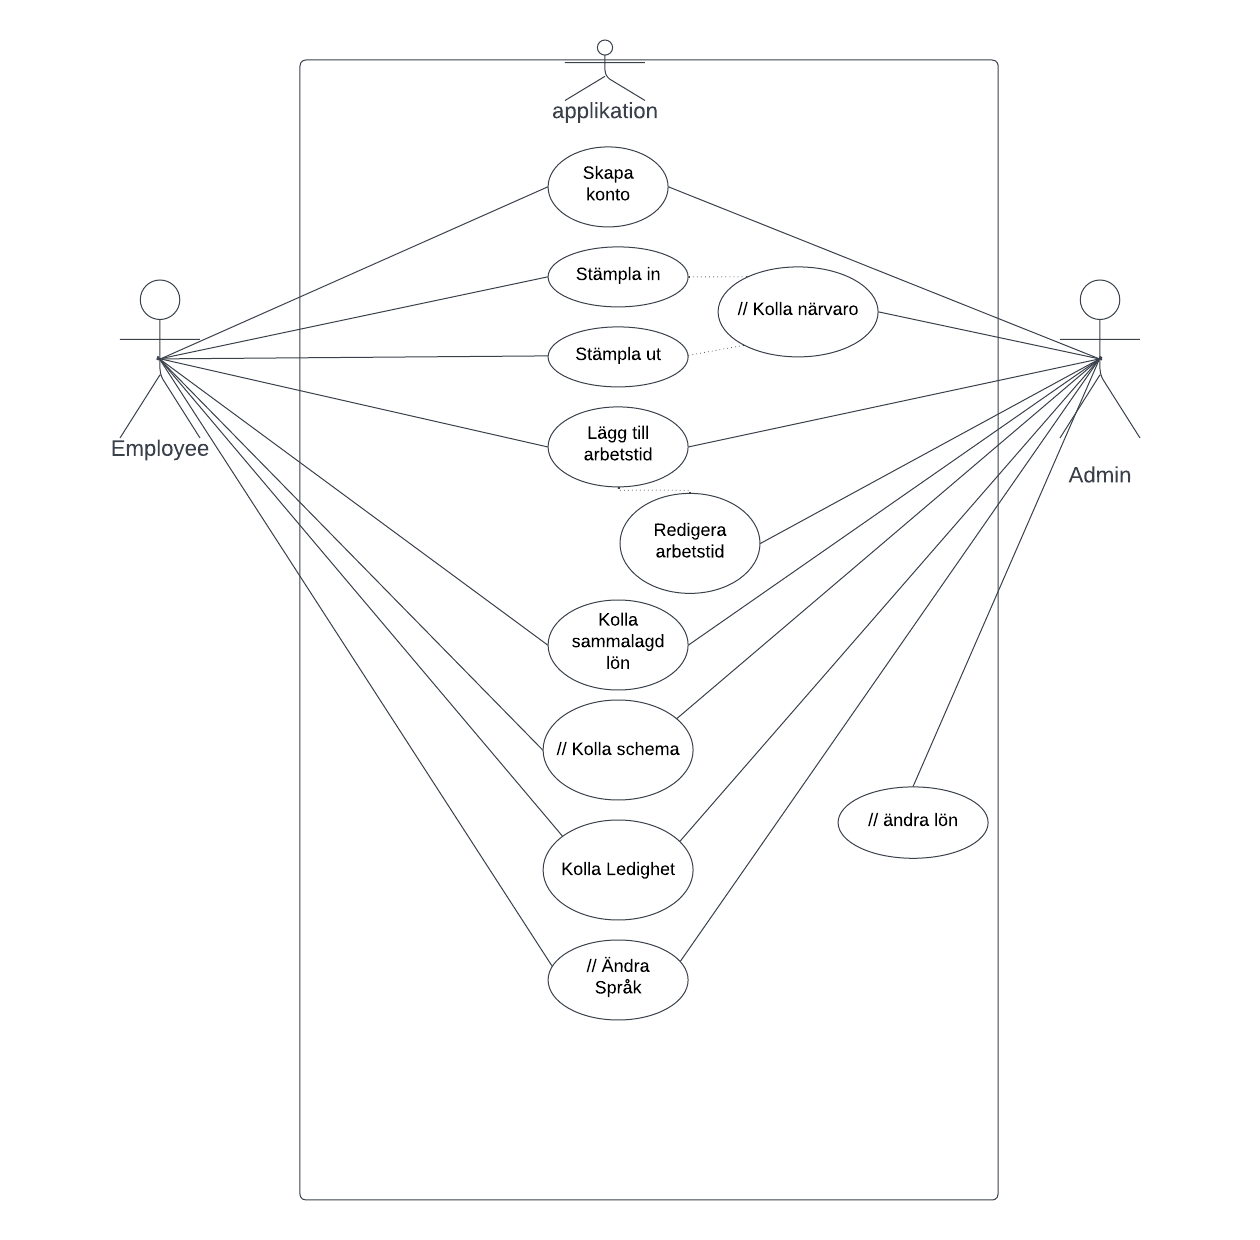 applikation
Skapa
konto
Stämpla in
// Kolla närvaro
Stämpla ut
Lägg till
arbetstid
Employee
Admin
Redigera
arbetstid
Kolla
sammalagd
lön
// Kolla schema
// ändra lön
Kolla Ledighet
// Ändra
Språk